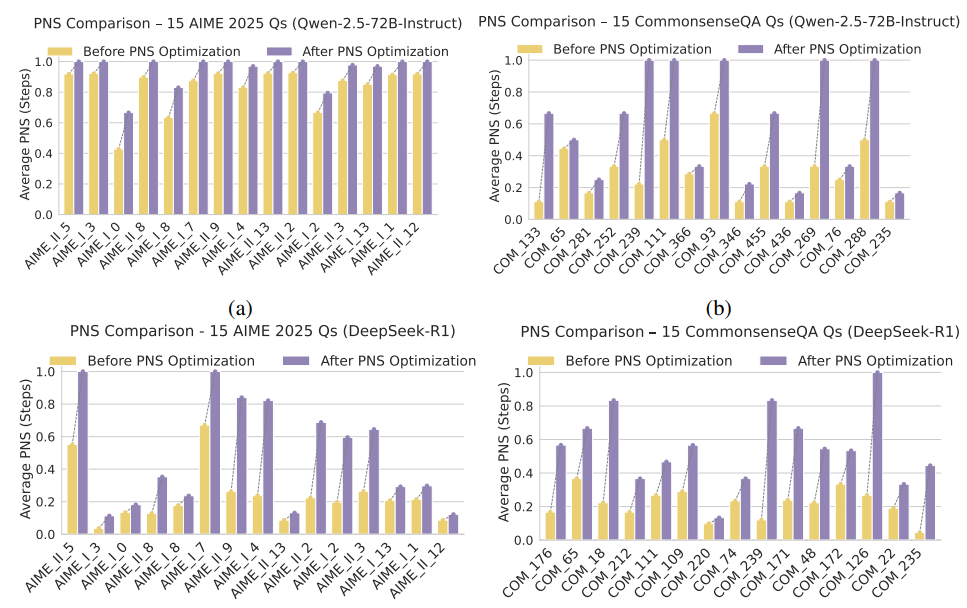 PNS Comparison – 15 AIME 2025 Qs (Qwen-2.5-72B-Instruct)
Before PNS Optimization After PNS Optimization
Average PNS (Steps)
1.0
0.8
0.6
0.4
0.2
0.0
AIME_II_5 AIME_I_3 AIME_I_0 AIME_II_8 AIME_I_8 AIME_I_7 AIME_II_9 AIME_I_4 AIME_II_13 AIME_II_2 AIME_I_2 AIME_II_3 AIME_I_13 AIME_I_1 AIME_II_12
(a)
PNS Comparison – 15 CommonsenseQA Qs (Qwen-2.5-72B-Instruct)
Before PNS Optimization After PNS Optimization
Average PNS (Steps)
1.0
0.8
0.6
0.4
0.2
0.0
COM_133 COM_65 COM_281 COM_252 COM_239 COM_111 COM_366 COM_93 COM_346 COM_455 COM_436 COM_269 COM_76 COM_288 COM_235
(b)
PNS Comparison - 15 AIME 2025 Qs (DeepSeek-R1)
Before PNS Optimization After PNS Optimization
Average PNS (Steps)
1.0
0.8
0.6
0.4
0.2
0.0
AIME_II_5 AIME_I_3 AIME_I_0 AIME_II_8 AIME_I_8 AIME_I_7 AIME_II_9 AIME_I_4 AIME_II_13 AIME_II_2 AIME_I_2 AIME_II_3 AIME_I_13 AIME_I_1 AIME_II_12
PNS Comparison – 15 CommonsenseQA Qs (DeepSeek-R1)
Before PNS Optimization After PNS Optimization
Average PNS (Steps)
1.0
0.8
0.6
0.4
0.2
0.0
COM_176 COM_65 COM_18 COM_212 COM_111 COM_109 COM_220 COM_74 COM_239 COM_171 COM_48 COM_172 COM_126 COM_22 COM_235